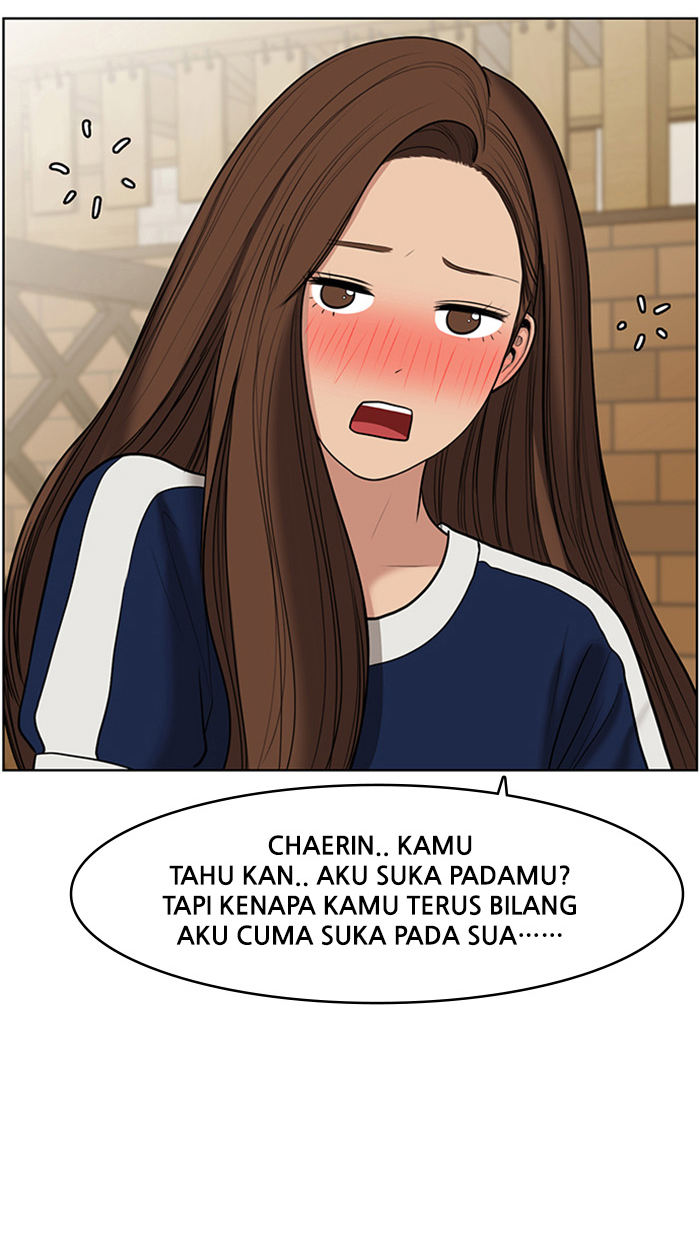 CHAERIN.. KAMU
TAHU KAN.. AKU SUKA PADAMU?
TAPI KENAPA KAMU TERUS BILANG
AKU CUMA SUKA PADA SUA……